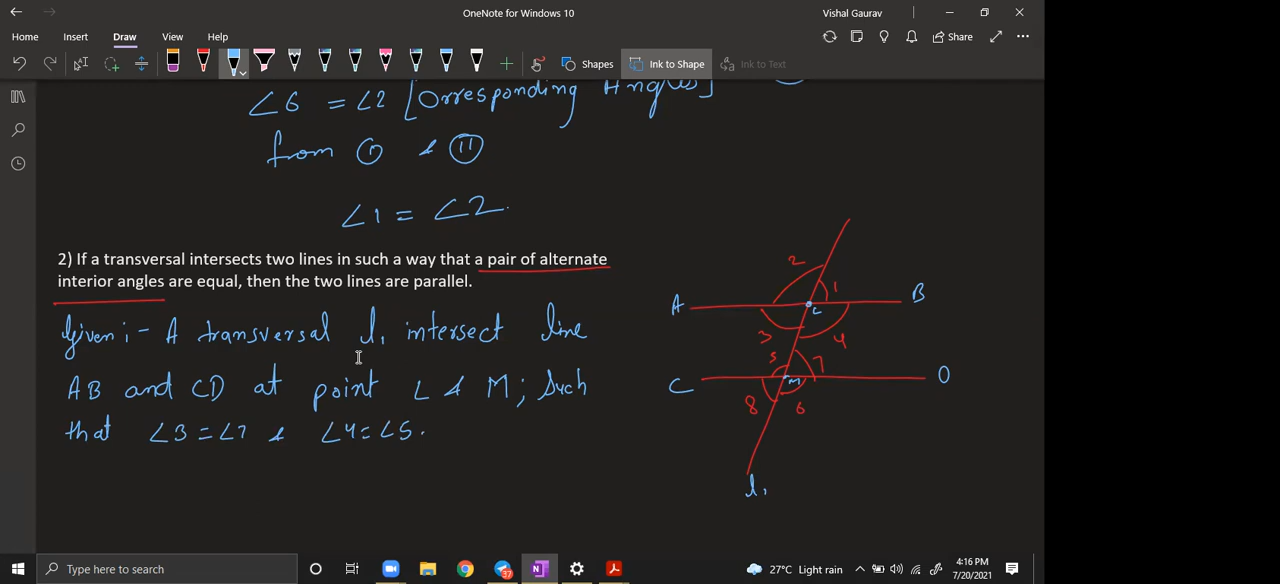 OneNote for Windows 10
Vishal Gaurav
Home Insert Draw View Help
Share
Shapes
Ink to Shape
Ink to Text
∠6 = ∠2 [Orresponding Angles]
from I & II
∠1 = ∠2.
2) If a transversal intersects two lines in such a way that a pair of alternate
interior angles are equal, then the two lines are parallel.
Given:- A transversal l₁ intersect line
AB and CD at point L & M; Such
that ∠3 = ∠7 & ∠4 = ∠5.
2
1
A
B
L
3
4
5
7
C
M
D
8
6
l₁
Type here to search
37
27°C Light rain
4:16 PM
7/20/2021